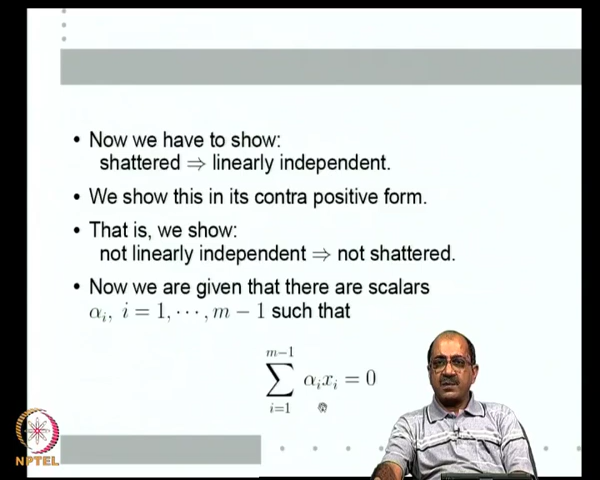 • Now we have to show:
shattered ⇒ linearly independent.
• We show this in its contra positive form.
• That is, we show:
not linearly independent ⇒ not shattered.
• Now we are given that there are scalars
αᵢ, i = 1, ⋯, m − 1 such that
m−1
∑ αᵢxᵢ = 0
i=1
NPTEL